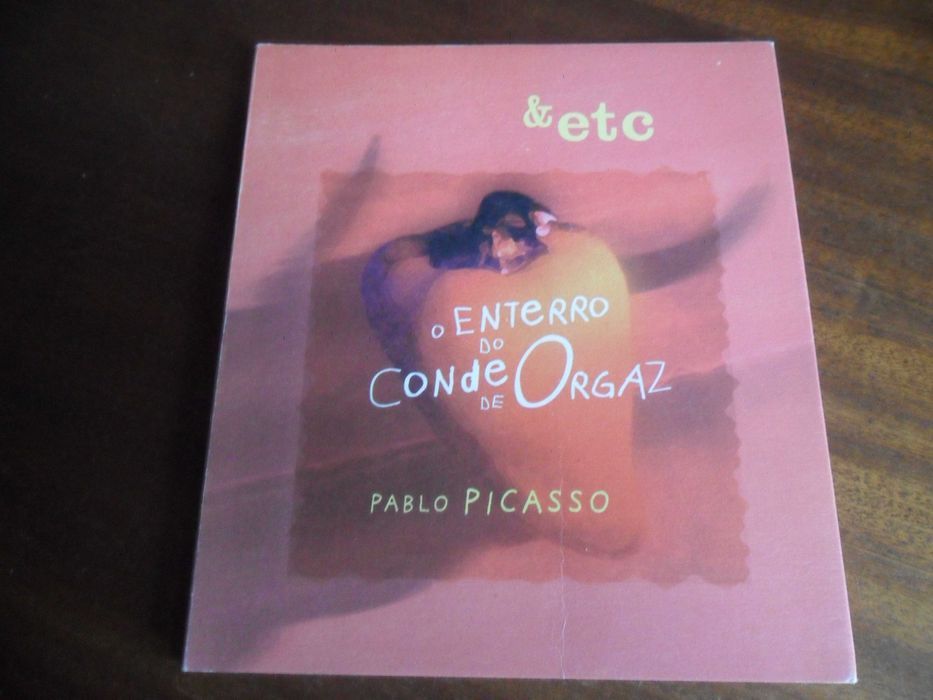 & etc
O ENTeRRO
DO
CONde ORGAZ
DE
PABLO PICASSO